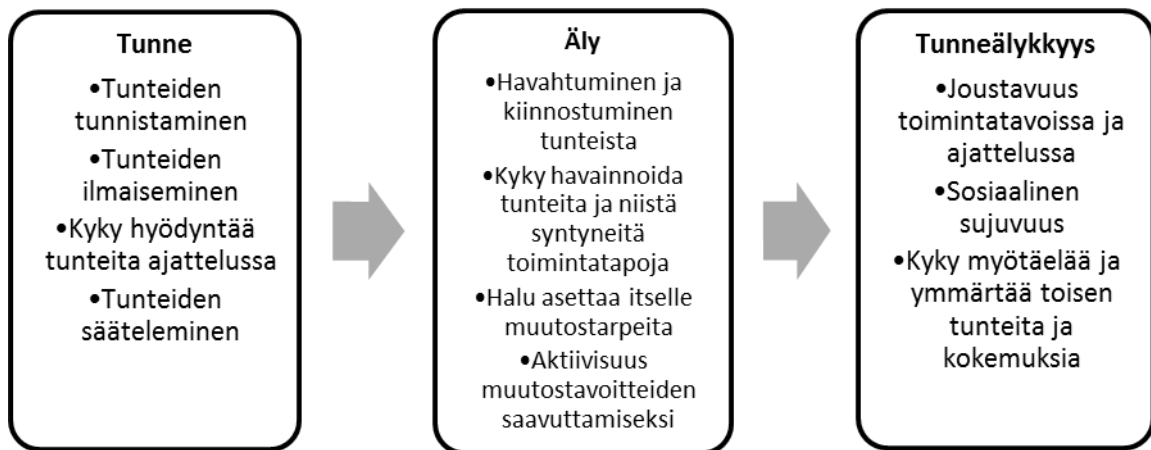 Tunne
•Tunteiden
tunnistaminen
•Tunteiden
ilmaiseminen
•Kyky hyödyntää
tunteita ajattelussa
•Tunteiden
sääteleminen
Äly
•Havahtuminen ja
kiinnostuminen
tunteista
•Kyky havainnoida
tunteita ja niistä
syntyneitä
toimintatapoja
•Halu asettaa itselle
muutostarpeita
•Aktiivisuus
muutostavoitteiden
saavuttamiseksi
Tunneälykkyys
•Joustavuus
toimintatavoissa ja
ajattelussa
•Sosiaalinen
sujuvuus
•Kyky myötäelää ja
ymmärtää toisen
tunteita ja
kokemuksia